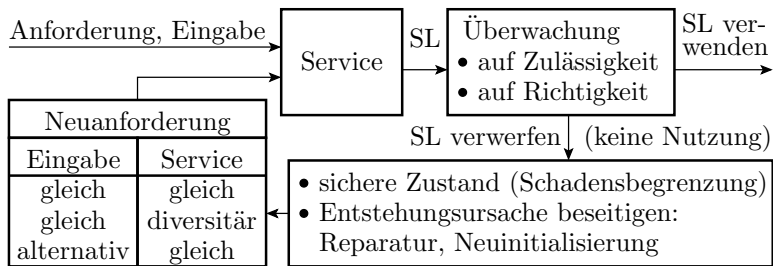 Anforderung, Eingabe
Service
SL
Überwachung
• auf Zulässigkeit
• auf Richtigkeit
SL ver-
wenden
SL verwerfen (keine Nutzung)
• sichere Zustand (Schadensbegrenzung)
• Entstehungsursache beseitigen:
Reparatur, Neuinitialisierung
Neuanforderung
Eingabe Service
gleich gleich
gleich diversitär
alternativ gleich